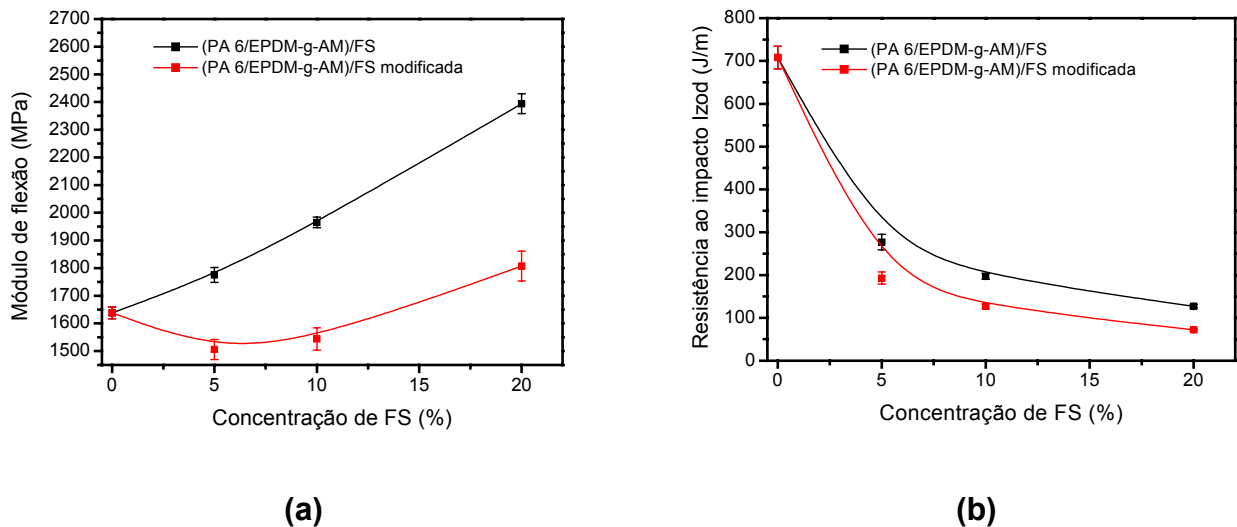 2700
2600
2500
2400
2300
2200
2100
2000
1900
1800
1700
1600
1500
Módulo de flexão (MPa)
(PA 6/EPDM-g-AM)/FS
(PA 6/EPDM-g-AM)/FS modificada
0 5 10 15 20
Concentração de FS (%)
(a)
800
700
600
500
400
300
200
100
0
Resistência ao impacto Izod (J/m)
(PA 6/EPDM-g-AM)/FS
(PA 6/EPDM-g-AM)/FS modificada
0 5 10 15 20
Concentração de FS (%)
(b)